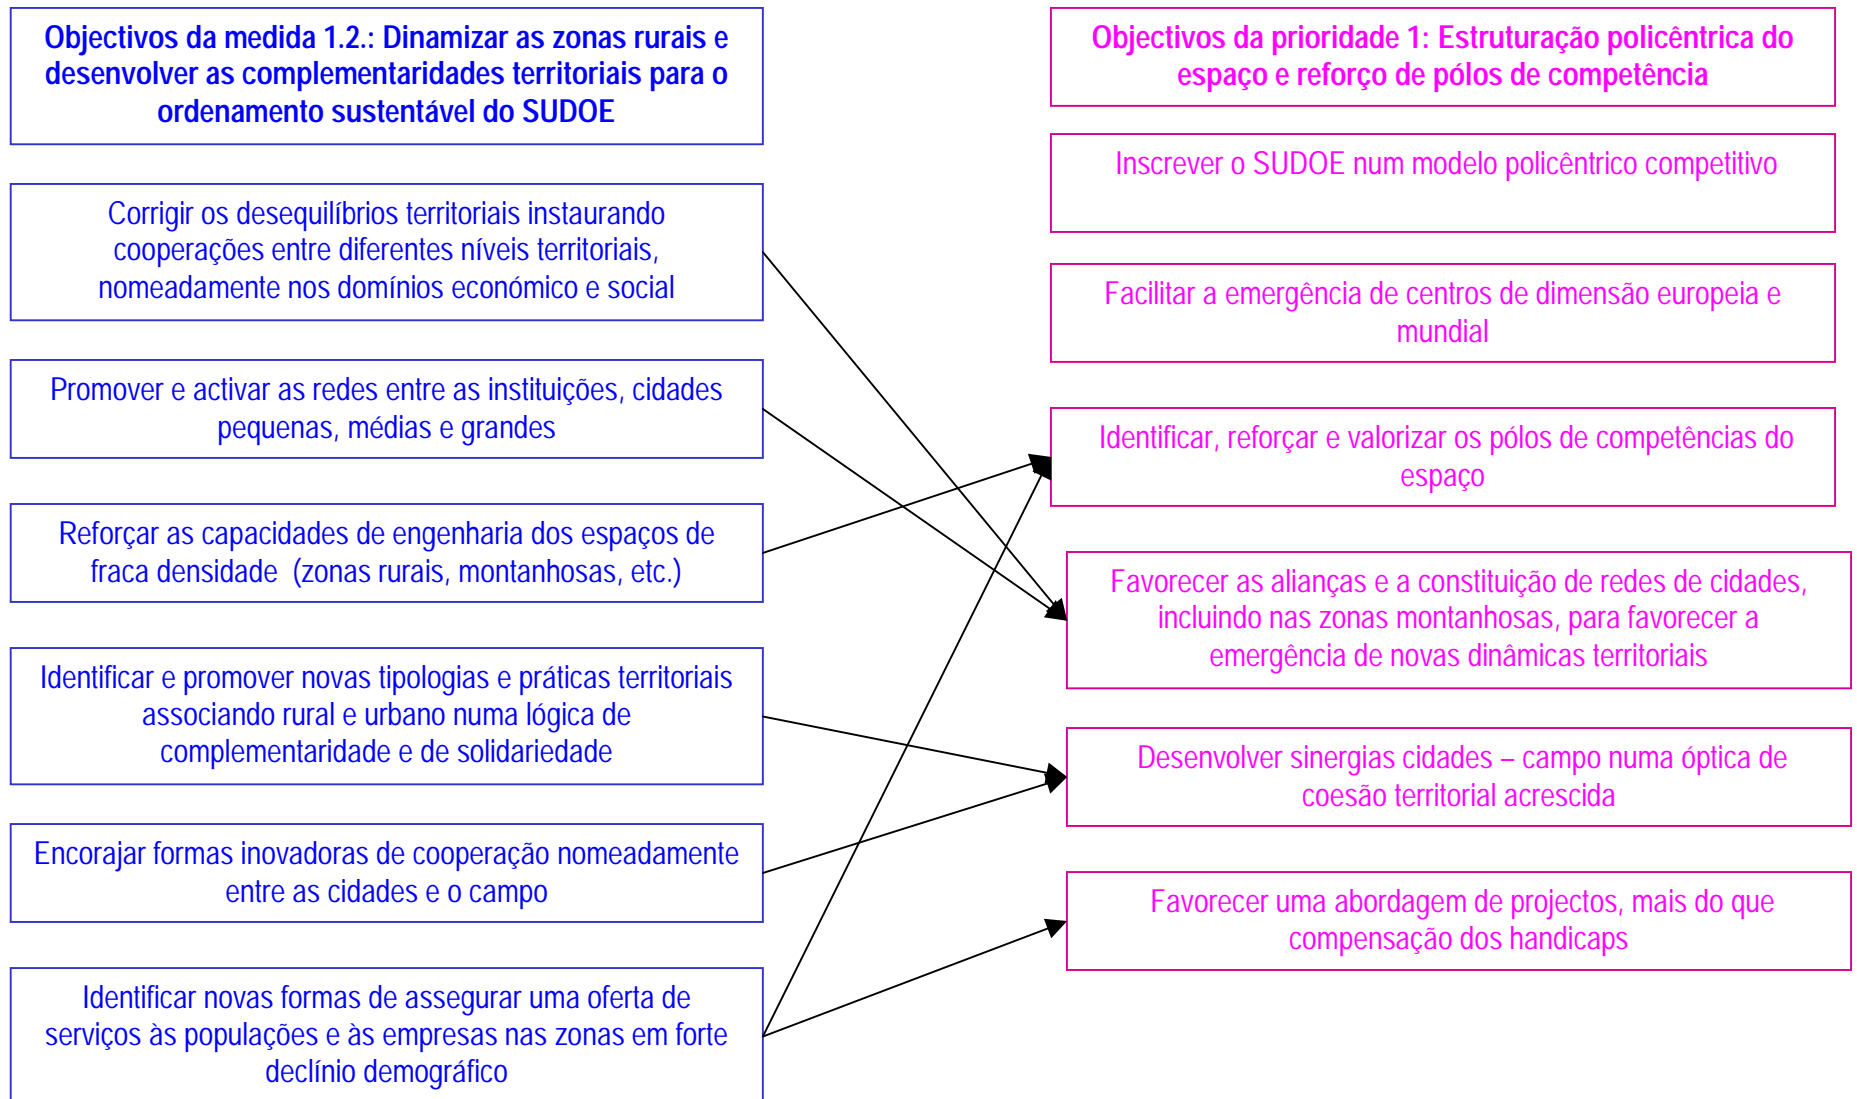 Objectivos da medida 1.2.: Dinamizar as zonas rurais e
desenvolver as complementaridades territoriais para o
ordenamento sustentável do SUDOE
Corrigir os desequilíbrios territoriais instaurando
cooperações entre diferentes níveis territoriais,
nomeadamente nos domínios económico e social
Promover e activar as redes entre as instituições, cidades
pequenas, médias e grandes
Reforçar as capacidades de engenharia dos espaços de
fraca densidade (zonas rurais, montanhosas, etc.)
Identificar e promover novas tipologias e práticas territoriais
associando rural e urbano numa lógica de
complementaridade e de solidariedade
Encorajar formas inovadoras de cooperação nomeadamente
entre as cidades e o campo
Identificar novas formas de assegurar uma oferta de
serviços às populações e às empresas nas zonas em forte
declínio demográfico
Objectivos da prioridade 1: Estruturação policêntrica do
espaço e reforço de pólos de competência
Inscrever o SUDOE num modelo policêntrico competitivo
Facilitar a emergência de centros de dimensão europeia e
mundial
Identificar, reforçar e valorizar os pólos de competências do
espaço
Favorecer as alianças e a constituição de redes de cidades,
incluindo nas zonas montanhosas, para favorecer a
emergência de novas dinâmicas territoriais
Desenvolver sinergias cidades – campo numa óptica de
coesão territorial acrescida
Favorecer uma abordagem de projectos, mais do que
compensação dos handicaps